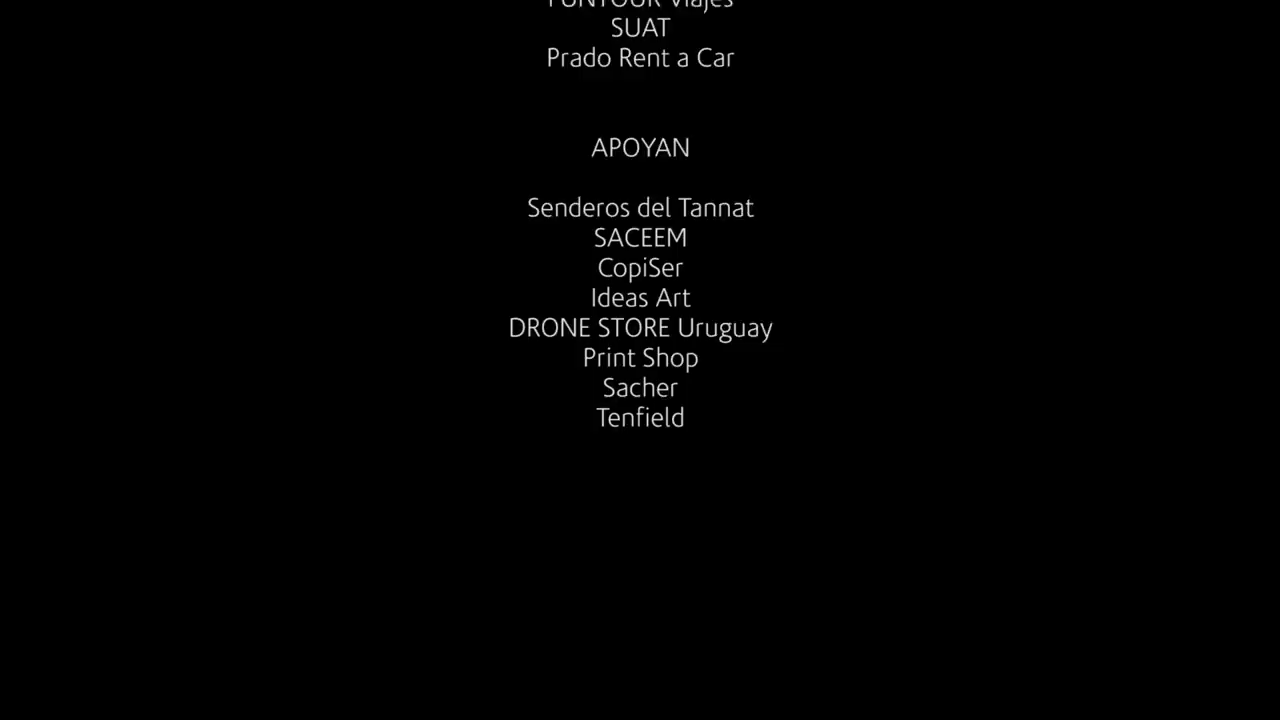 Viajes
SUAT
Prado Rent a Car
APOYAN
Senderos del Tannat
SACEEM
CopiSer
Ideas Art
DRONE STORE Uruguay
Print Shop
Sacher
Tenfield